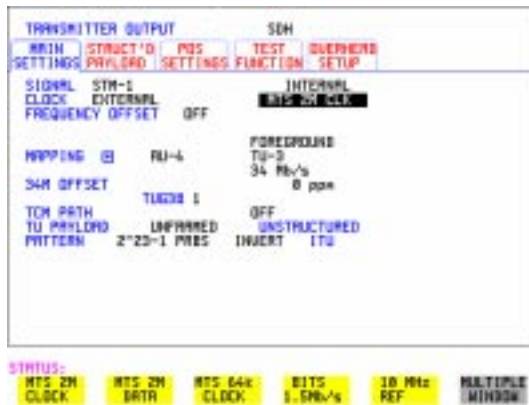 TRANSMITTER OUTPUT SDH
MAIN SETTINGS STRUCT'D PAYLOAD POS SETTINGS TEST FUNCTION OVERHEAD SETUP
SIGNAL STM-1 INTERNAL
CLOCK EXTERNAL MTS 2M CLK
FREQUENCY OFFSET OFF
FOREGROUND
MAPPING AU-4 TU-3
34 Mb/s
34M OFFSET 0 ppm
TUG3# 1
TCM PATH OFF
TU PAYLOAD UNFRAMED UNSTRUCTURED
PATTERN 2^23-1 PRBS INVERT ITU
STATUS:
MTS 2M CLOCK MTS 2M DATA MTS 64k CLOCK BITS 1.5Mb/s 10 MHz REF MULTIPLE WINDOW